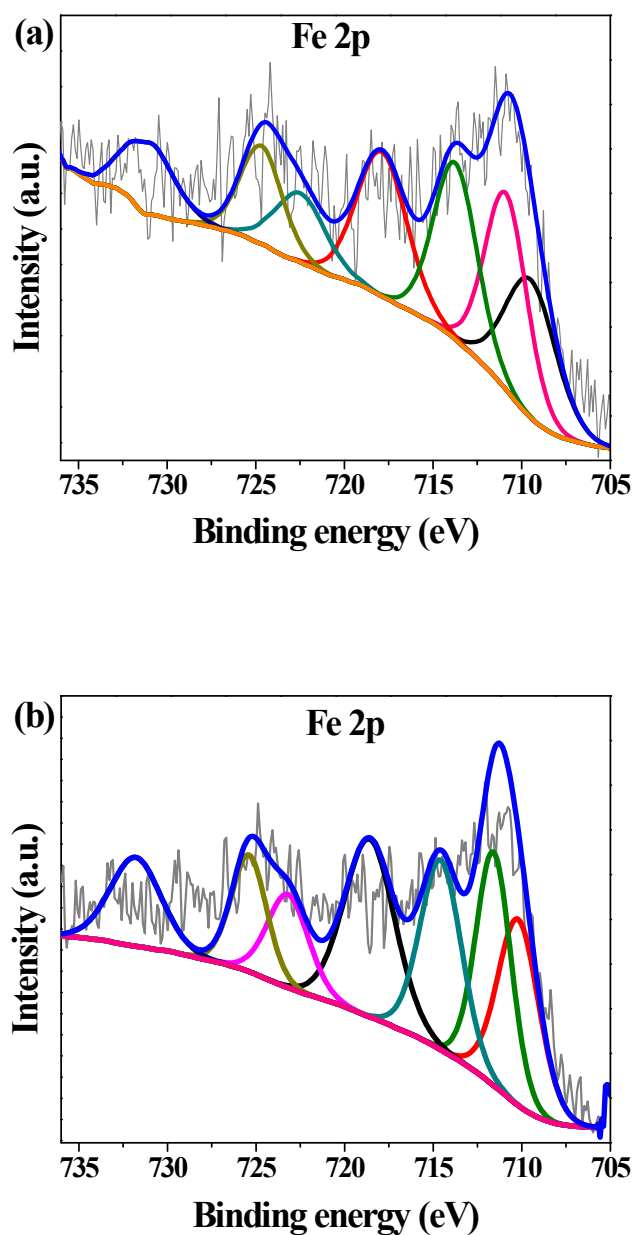 (a)
Fe 2p
Intensity (a.u.)
735 730 725 720 715 710 705
Binding energy (eV)
(b)
Fe 2p
Intensity (a.u.)
735 730 725 720 715 710 705
Binding energy (eV)